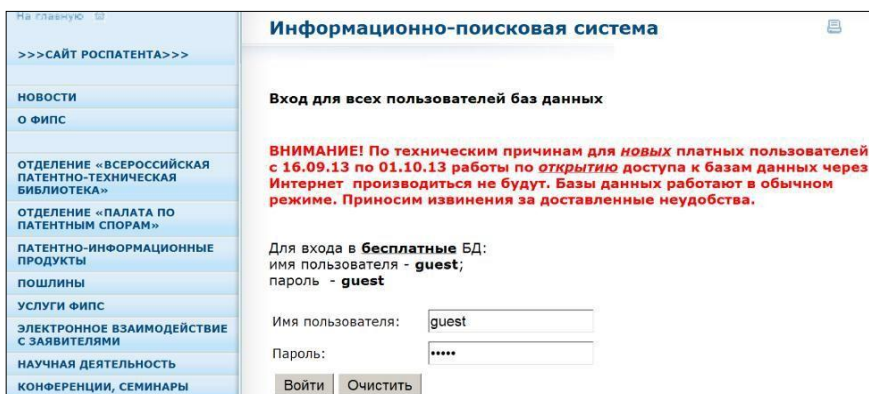 На главную
>>>САЙТ РОСПАТЕНТА>>>
НОВОСТИ
О ФИПС
ОТДЕЛЕНИЕ «ВСЕРОССИЙСКАЯ
ПАТЕНТНО-ТЕХНИЧЕСКАЯ
БИБЛИОТЕКА»
ОТДЕЛЕНИЕ «ПАЛАТА ПО
ПАТЕНТНЫМ СПОРАМ»
ПАТЕНТНО-ИНФОРМАЦИОННЫЕ
ПРОДУКТЫ
ПОШЛИНЫ
УСЛУГИ ФИПС
ЭЛЕКТРОННОЕ ВЗАИМОДЕЙСТВИЕ
С ЗАЯВИТЕЛЯМИ
НАУЧНАЯ ДЕЯТЕЛЬНОСТЬ
КОНФЕРЕНЦИИ, СЕМИНАРЫ
Информационно-поисковая система
Вход для всех пользователей баз данных
ВНИМАНИЕ! По техническим причинам для новых платных пользователей
с 16.09.13 по 01.10.13 работы по открытию доступа к базам данных через
Интернет производиться не будут. Базы данных работают в обычном
режиме. Приносим извинения за доставленные неудобства.
Для входа в бесплатные БД:
имя пользователя - guest;
пароль - guest
Имя пользователя: guest
Пароль: •••••
Войти Очистить